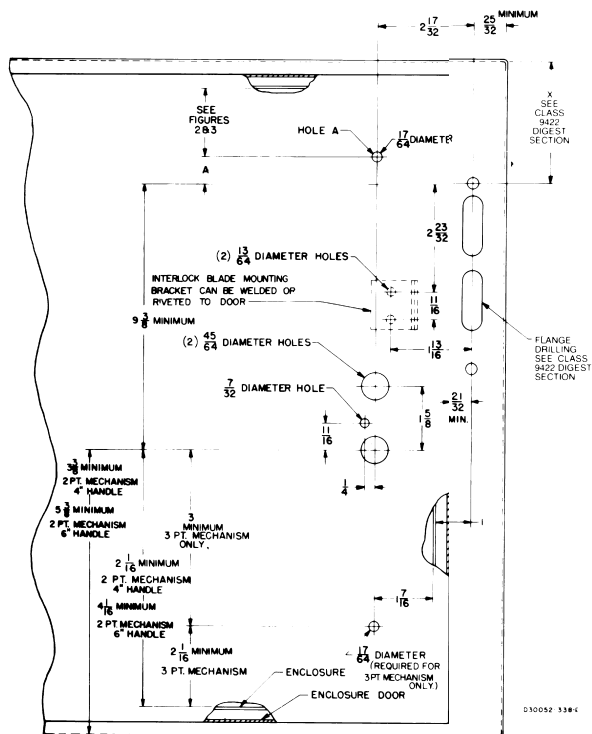 2 17/32
25/32 MINIMUM
SEE
FIGURES
2&3
A
HOLE A
17/64 DIAMETER
X
SEE
CLASS
9422
DIGEST
SECTION
2 23/32
(2) 13/64 DIAMETER HOLES
INTERLOCK BLADE MOUNTING
BRACKET CAN BE WELDED OR
RIVETED TO DOOR
11/16
9 3/8 MINIMUM
1 13/16
(2) 45/64 DIAMETER HOLES
FLANGE
DRILLING
SEE CLASS
9422 DIGEST
SECTION
7/32 DIAMETER HOLE
21/32
MIN.
1 5/8
11/16
1/4
MINIMUM
2 PT. MECHANISM
4" HANDLE
MINIMUM
2 PT. MECHANISM
6" HANDLE
3
MINIMUM
3 PT. MECHANISM
ONLY.
1
2 1/16 MINIMUM
2 PT. MECHANISM
4" HANDLE
4 1/16 MINIMUM
2 PT. MECHANISM
6" HANDLE
1 7/16
2 1/16 MINIMUM
3 PT. MECHANISM
17/64 DIAMETER
(REQUIRED FOR
3PT MECHANISM
ONLY.)
ENCLOSURE
ENCLOSURE DOOR
D30052-338-